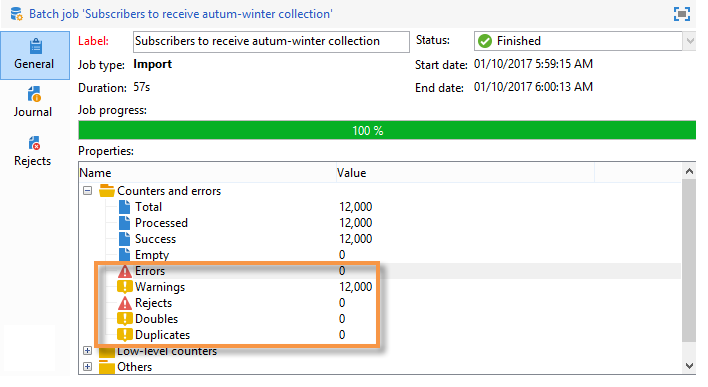 Batch job 'Subscribers to receive autum-winter collection'
General
Journal
Rejects
Label: Subscribers to receive autum-winter collection Status: Finished
Job type: Import Start date: 01/10/2017 5:59:15 AM
Duration: 57s End date: 01/10/2017 6:00:13 AM
Job progress:
100 %
Properties:
Name Value
Counters and errors
Total 12,000
Processed 12,000
Success 12,000
Empty 0
Errors 0
Warnings 12,000
Rejects 0
Doubles 0
Duplicates 0
Low-level counters
Others